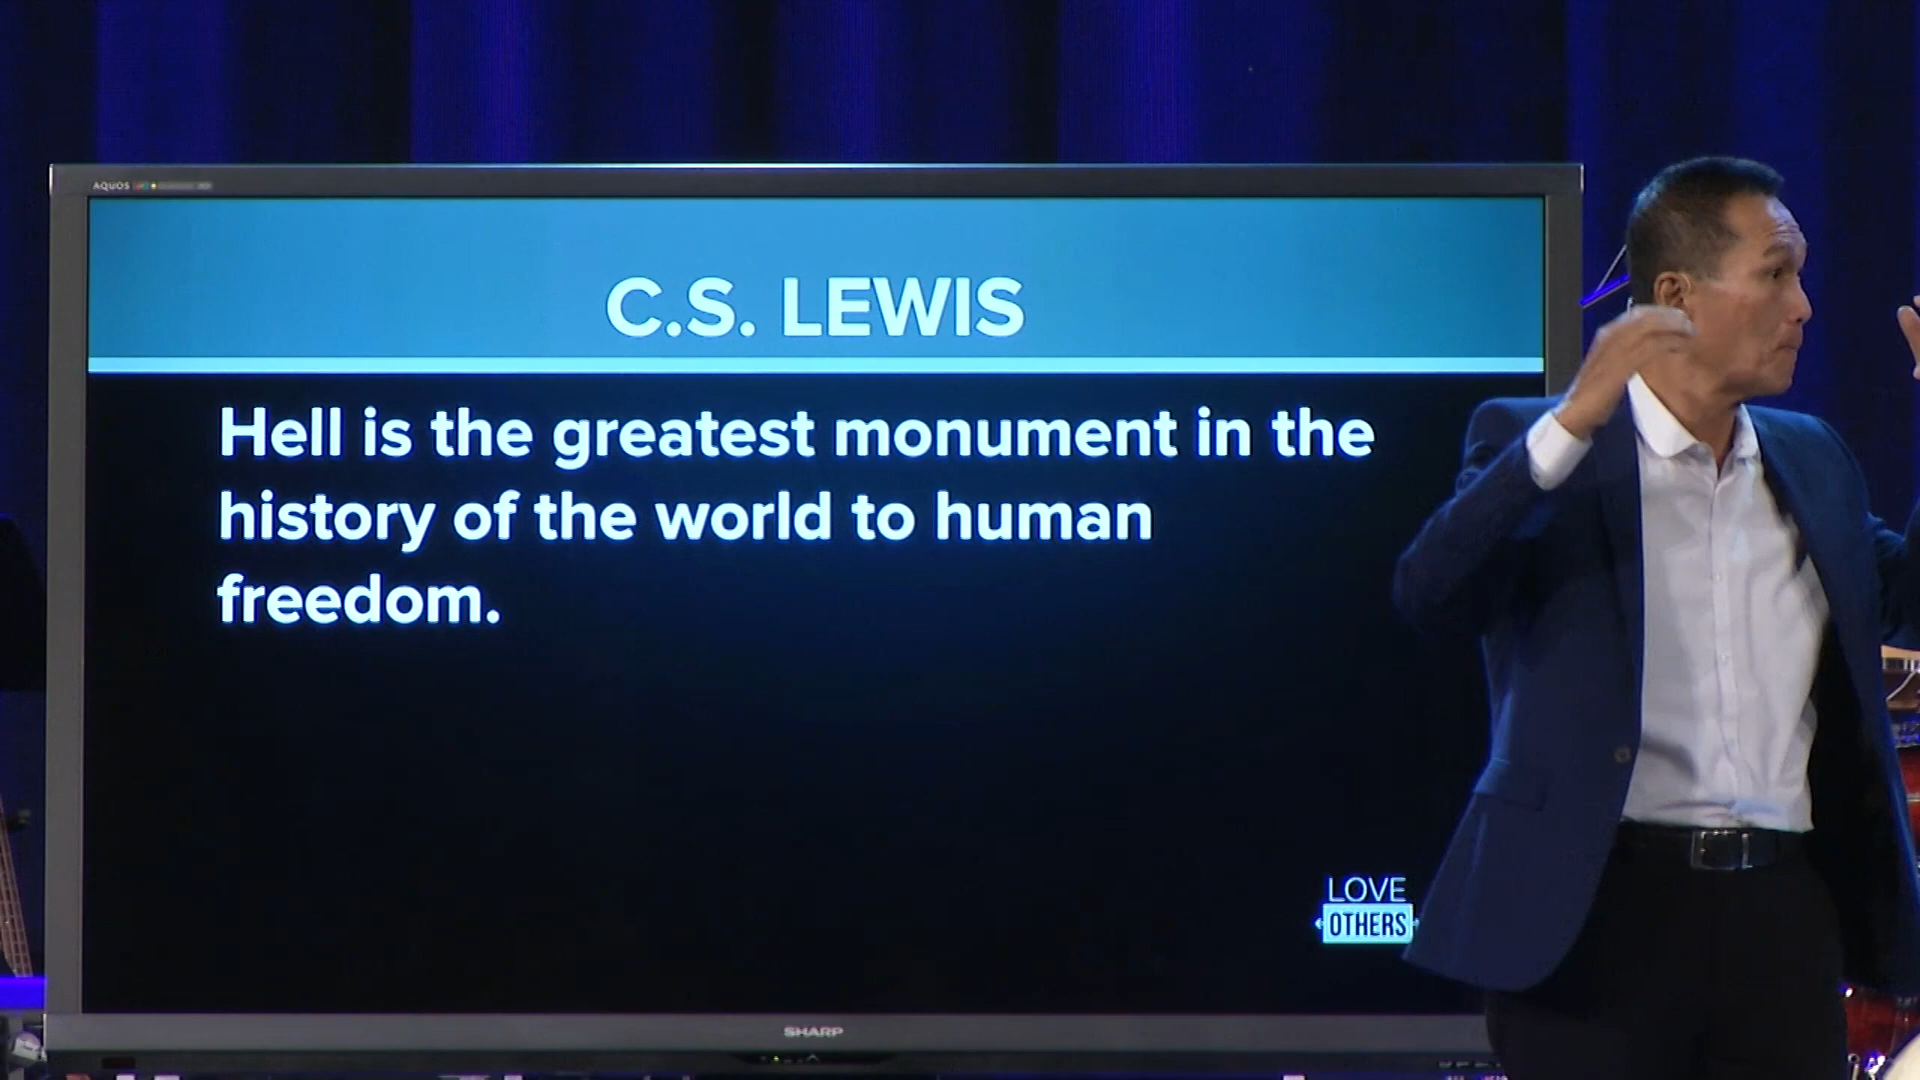 AQUOS
C.S. LEWIS
Hell is the greatest monument in the
history of the world to human
freedom.
LOVE
OTHERS
SHARP